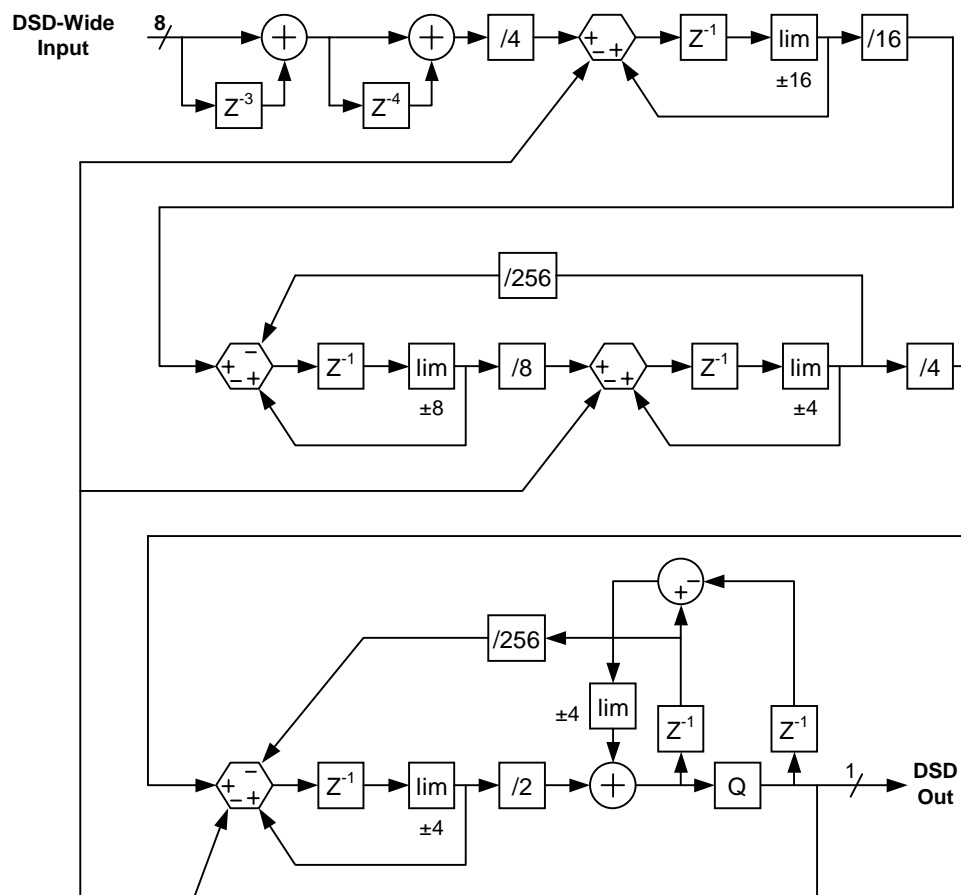 DSD-Wide
Input
8
+
+
/4
+
−
+
Z⁻¹
lim
±16
/16
Z⁻³
Z⁻⁴
/256
−
+
−
+
Z⁻¹
lim
±8
/8
+
−
+
Z⁻¹
lim
±4
/4
+
−
/256
lim
±4
Z⁻¹
Z⁻¹
−
+
−
+
Z⁻¹
lim
±4
/2
+
Q
1
DSD
Out